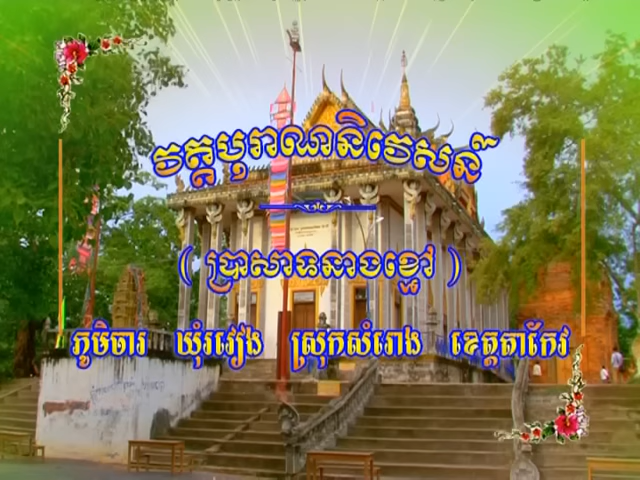 វត្តបុរាណនិវេសន៍
( ប្រាសាទនាងខ្មៅ )
ភូមិចារ ឃុំរវៀង ស្រុកសំរោង ខេត្តតាកែវ